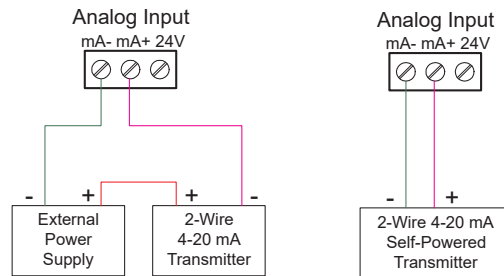 Analog Input
mA- mA+ 24V
- + + -
External
Power
Supply
2-Wire
4-20 mA
Transmitter
Analog Input
mA- mA+ 24V
- +
2-Wire 4-20 mA
Self-Powered
Transmitter